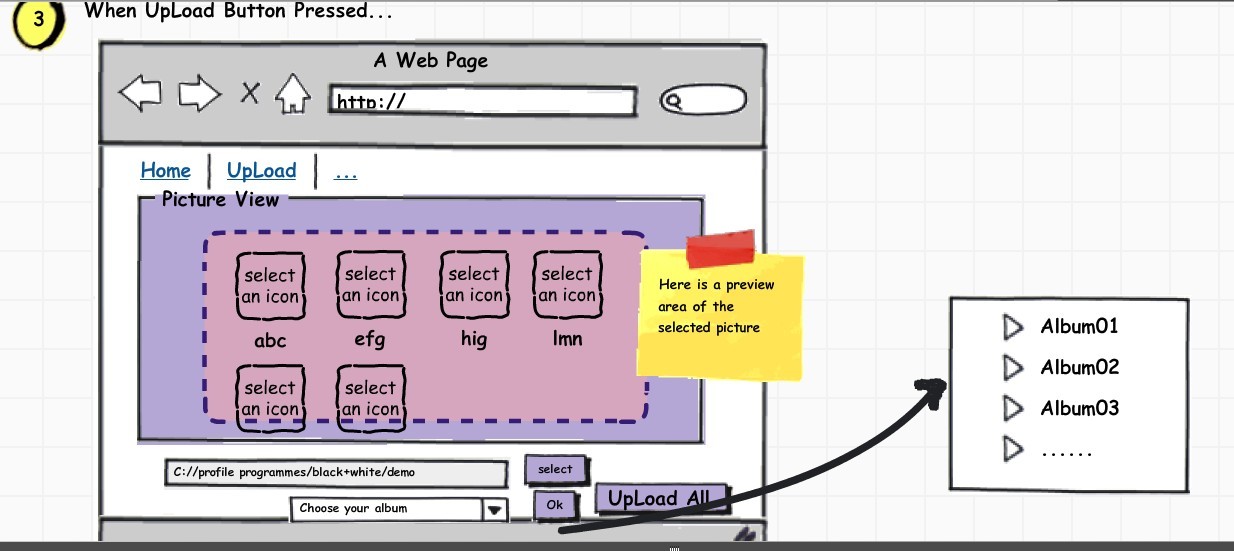 3
When UpLoad Button Pressed...
A Web Page
http://
Home
UpLoad
...
Picture View
select
an icon
select
an icon
select
an icon
select
an icon
abc
efg
hig
lmn
select
an icon
select
an icon
Here is a preview
area of the
selected picture
C://profile programmes/black+white/demo
select
Choose your album
Ok
UpLoad All
Album01
Album02
Album03
......